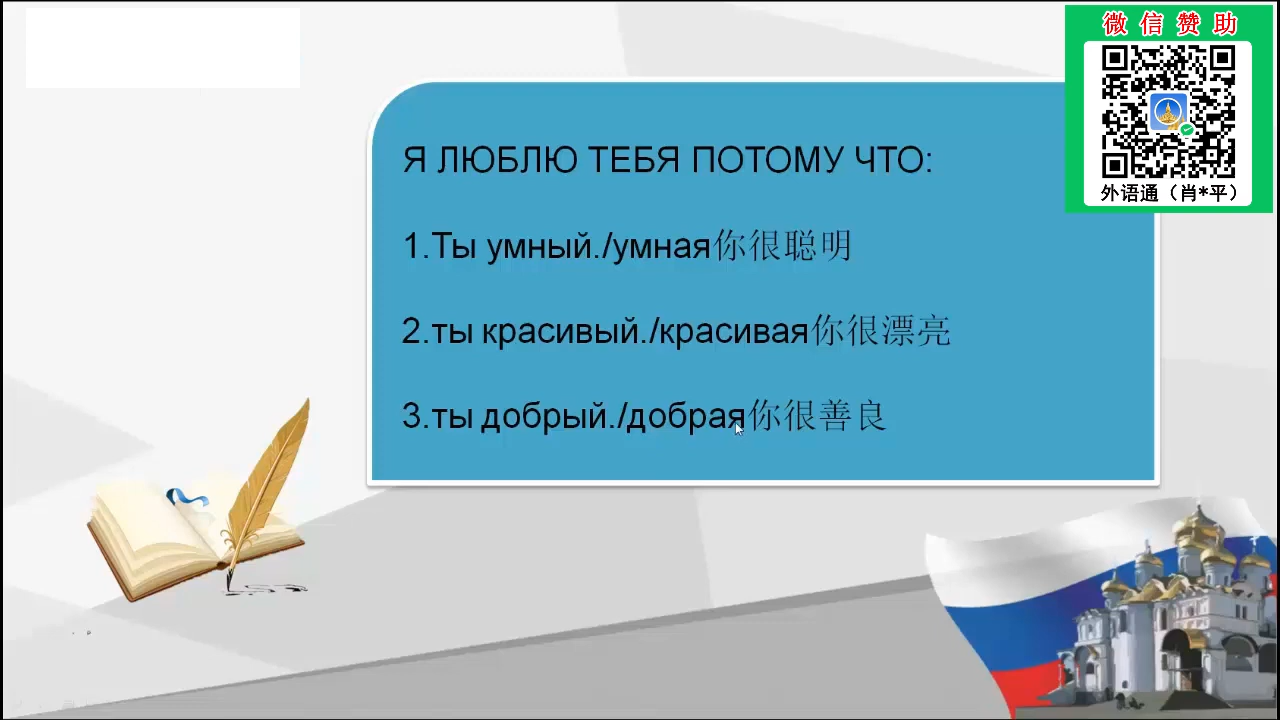 微信赞助
外语通（肖*平）
Я ЛЮБЛЮ ТЕБЯ ПОТОМУ ЧТО:
1.Ты умный./умная你很聪明
2.ты красивый./красивая你很漂亮
3.ты добрый./добрая你很善良